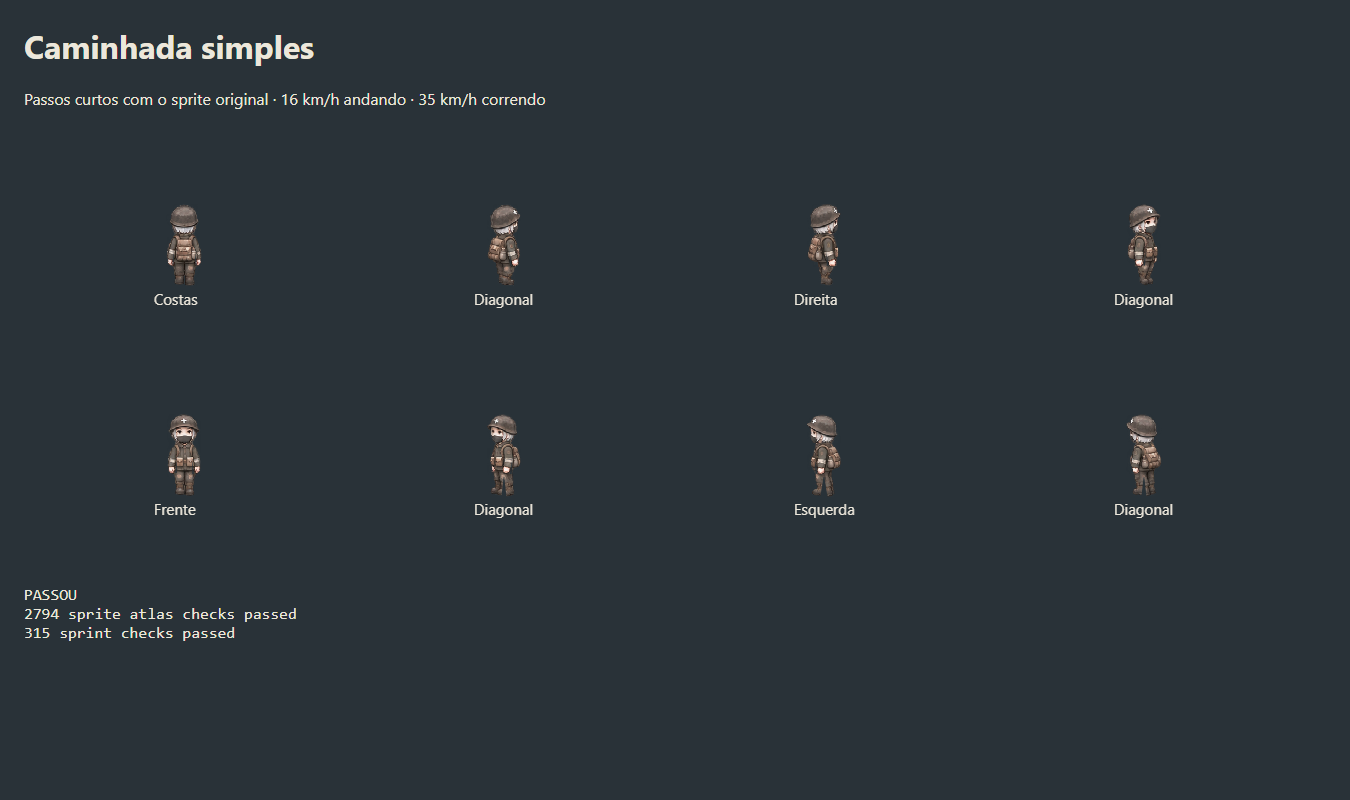 Caminhada simples
Passos curtos com o sprite original · 16 km/h andando · 35 km/h correndo
Costas
Diagonal
Direita
Diagonal
Frente
Diagonal
Esquerda
Diagonal
PASSOU
2794 sprite atlas checks passed
315 sprint checks passed